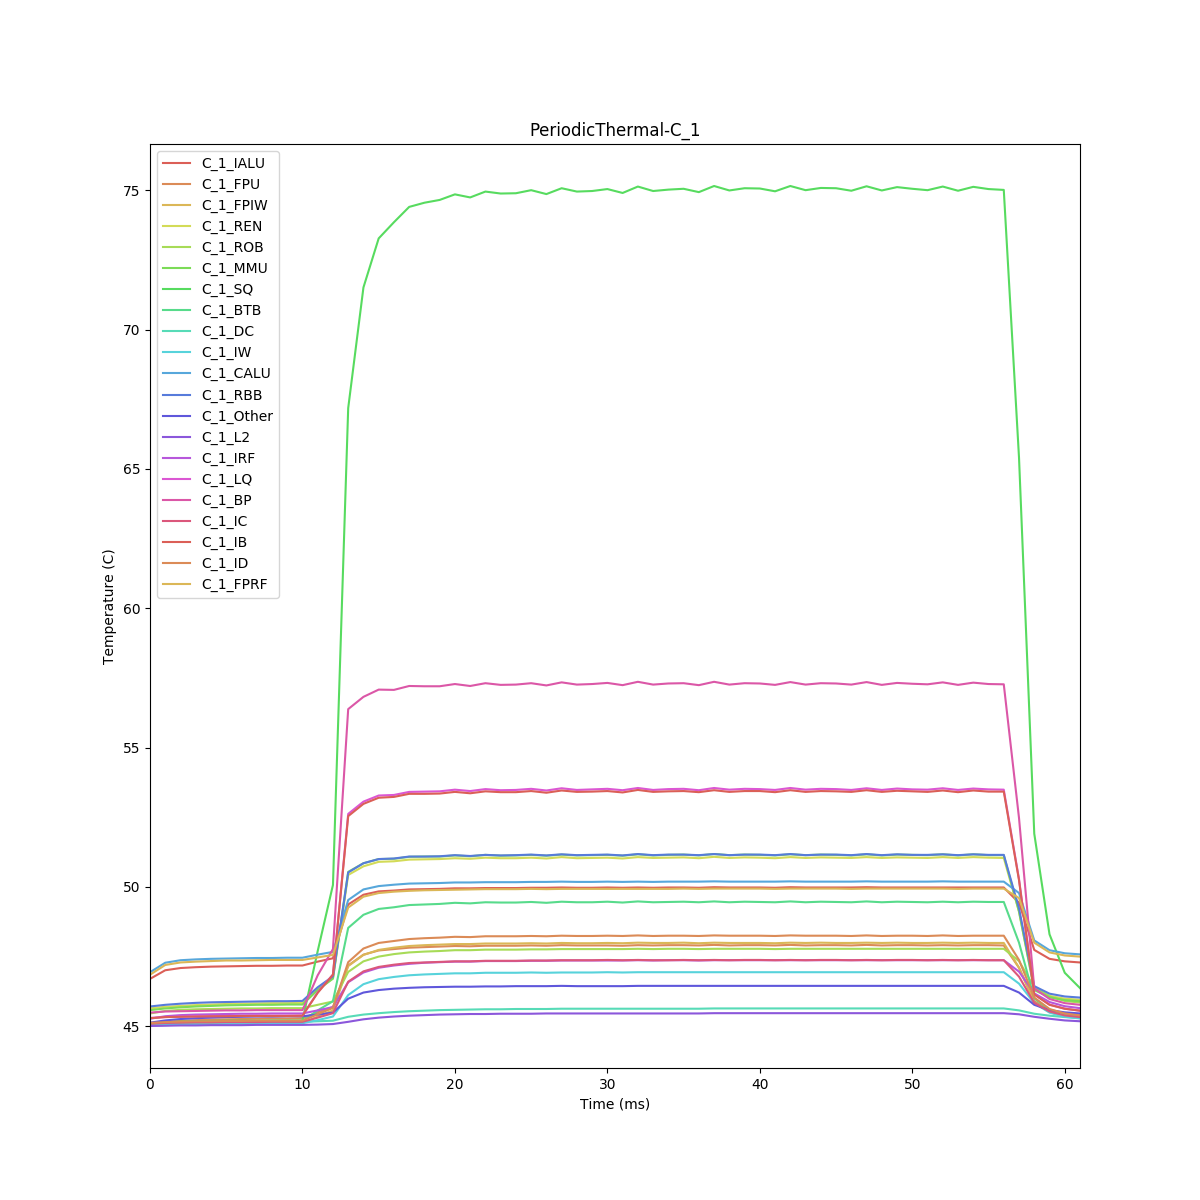 PeriodicThermal-C_1
C_1_IALU
C_1_FPU
C_1_FPIW
C_1_REN
C_1_ROB
C_1_MMU
C_1_SQ
C_1_BTB
C_1_DC
C_1_IW
C_1_CALU
C_1_RBB
C_1_Other
C_1_L2
C_1_IRF
C_1_LQ
C_1_BP
C_1_IC
C_1_IB
C_1_ID
C_1_FPRF
Temperature (C)
75
70
65
60
55
50
45
0 10 20 30 40 50 60
Time (ms)